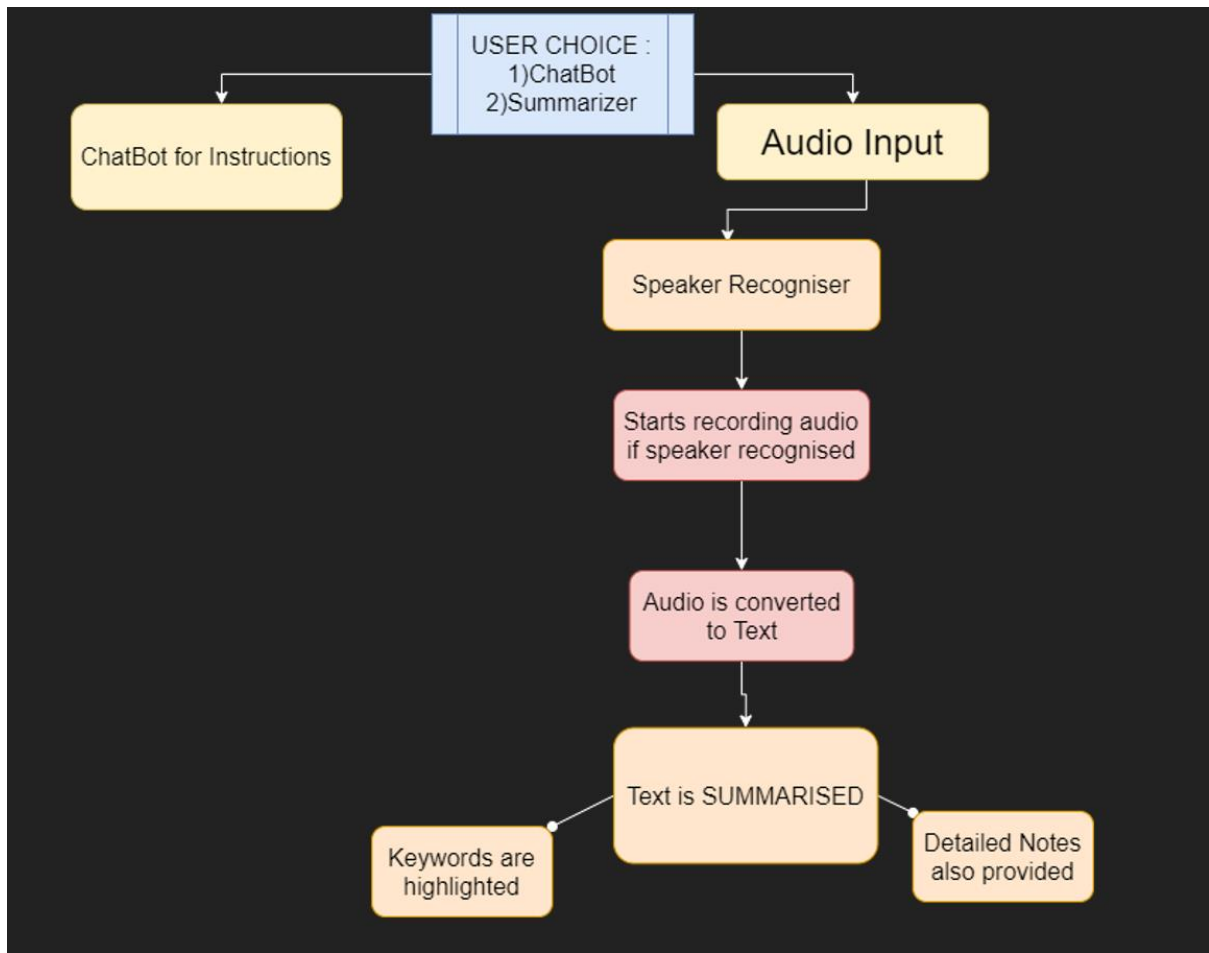 USER CHOICE :
1)ChatBot
2)Summarizer
ChatBot for Instructions
Audio Input
Speaker Recogniser
Starts recording audio
if speaker recognised
Audio is converted
to Text
Text is SUMMARISED
Keywords are
highlighted
Detailed Notes
also provided